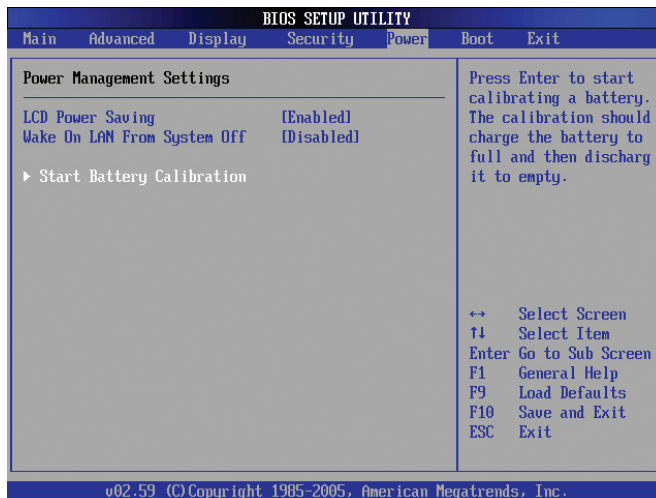 BIOS SETUP UTILITY
Main Advanced Display Security Power Boot Exit
Power Management Settings
LCD Power Saving [Enabled]
Wake On LAN From System Off [Disabled]
▶ Start Battery Calibration
Press Enter to start
calibrating a battery.
The calibration should
charge the battery to
full and then discharg
it to empty.
↔ Select Screen
↑↓ Select Item
Enter Go to Sub Screen
F1 General Help
F9 Load Defaults
F10 Save and Exit
ESC Exit
v02.59 (C)Copyright 1985-2005, American Megatrends, Inc.